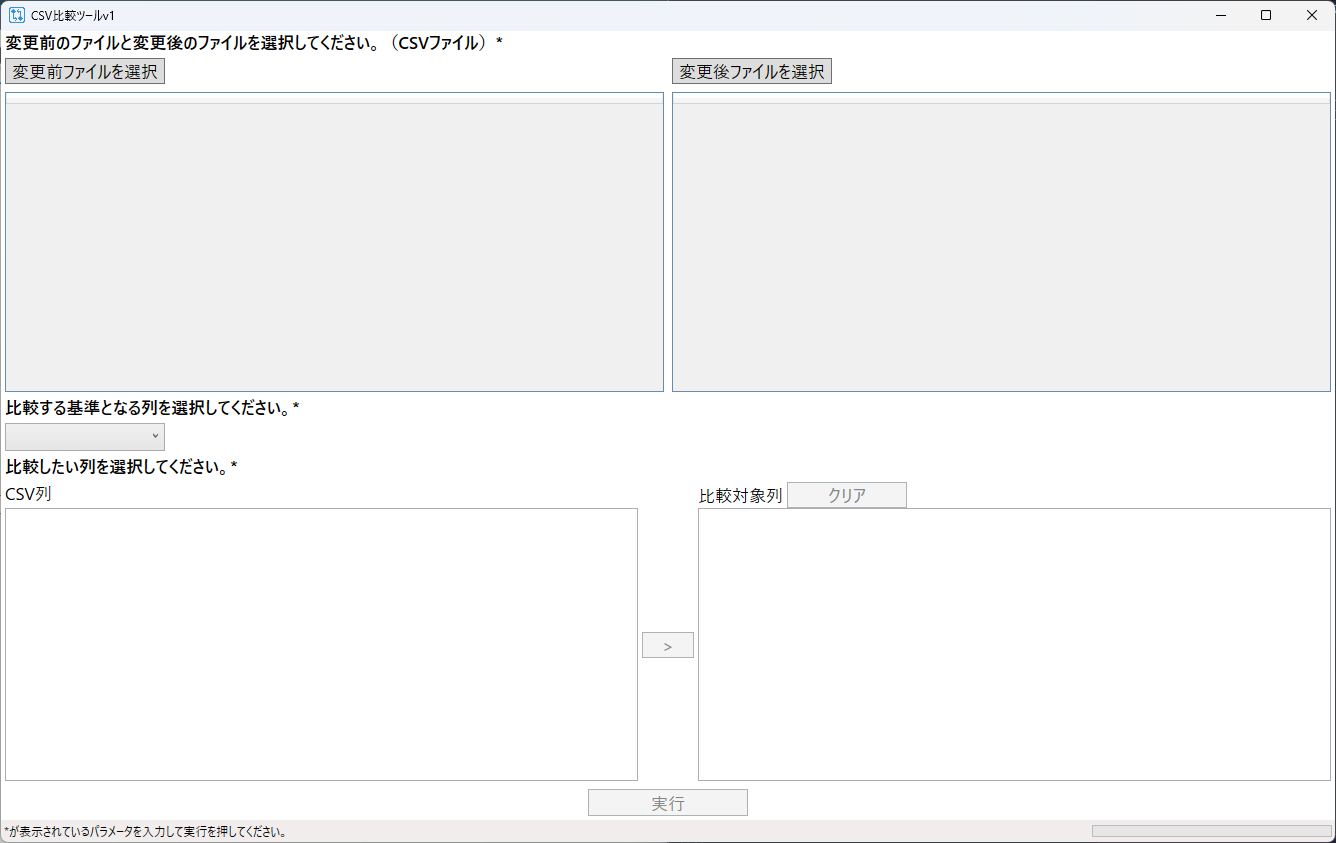 CSV比較ツールv1
変更前のファイルと変更後のファイルを選択してください。（CSVファイル）*
変更前ファイルを選択
変更後ファイルを選択
比較する基準となる列を選択してください。*
比較したい列を選択してください。*
CSV列
比較対象列
クリア
>
実行
*が表示されているパラメータを入力して実行を押してください。